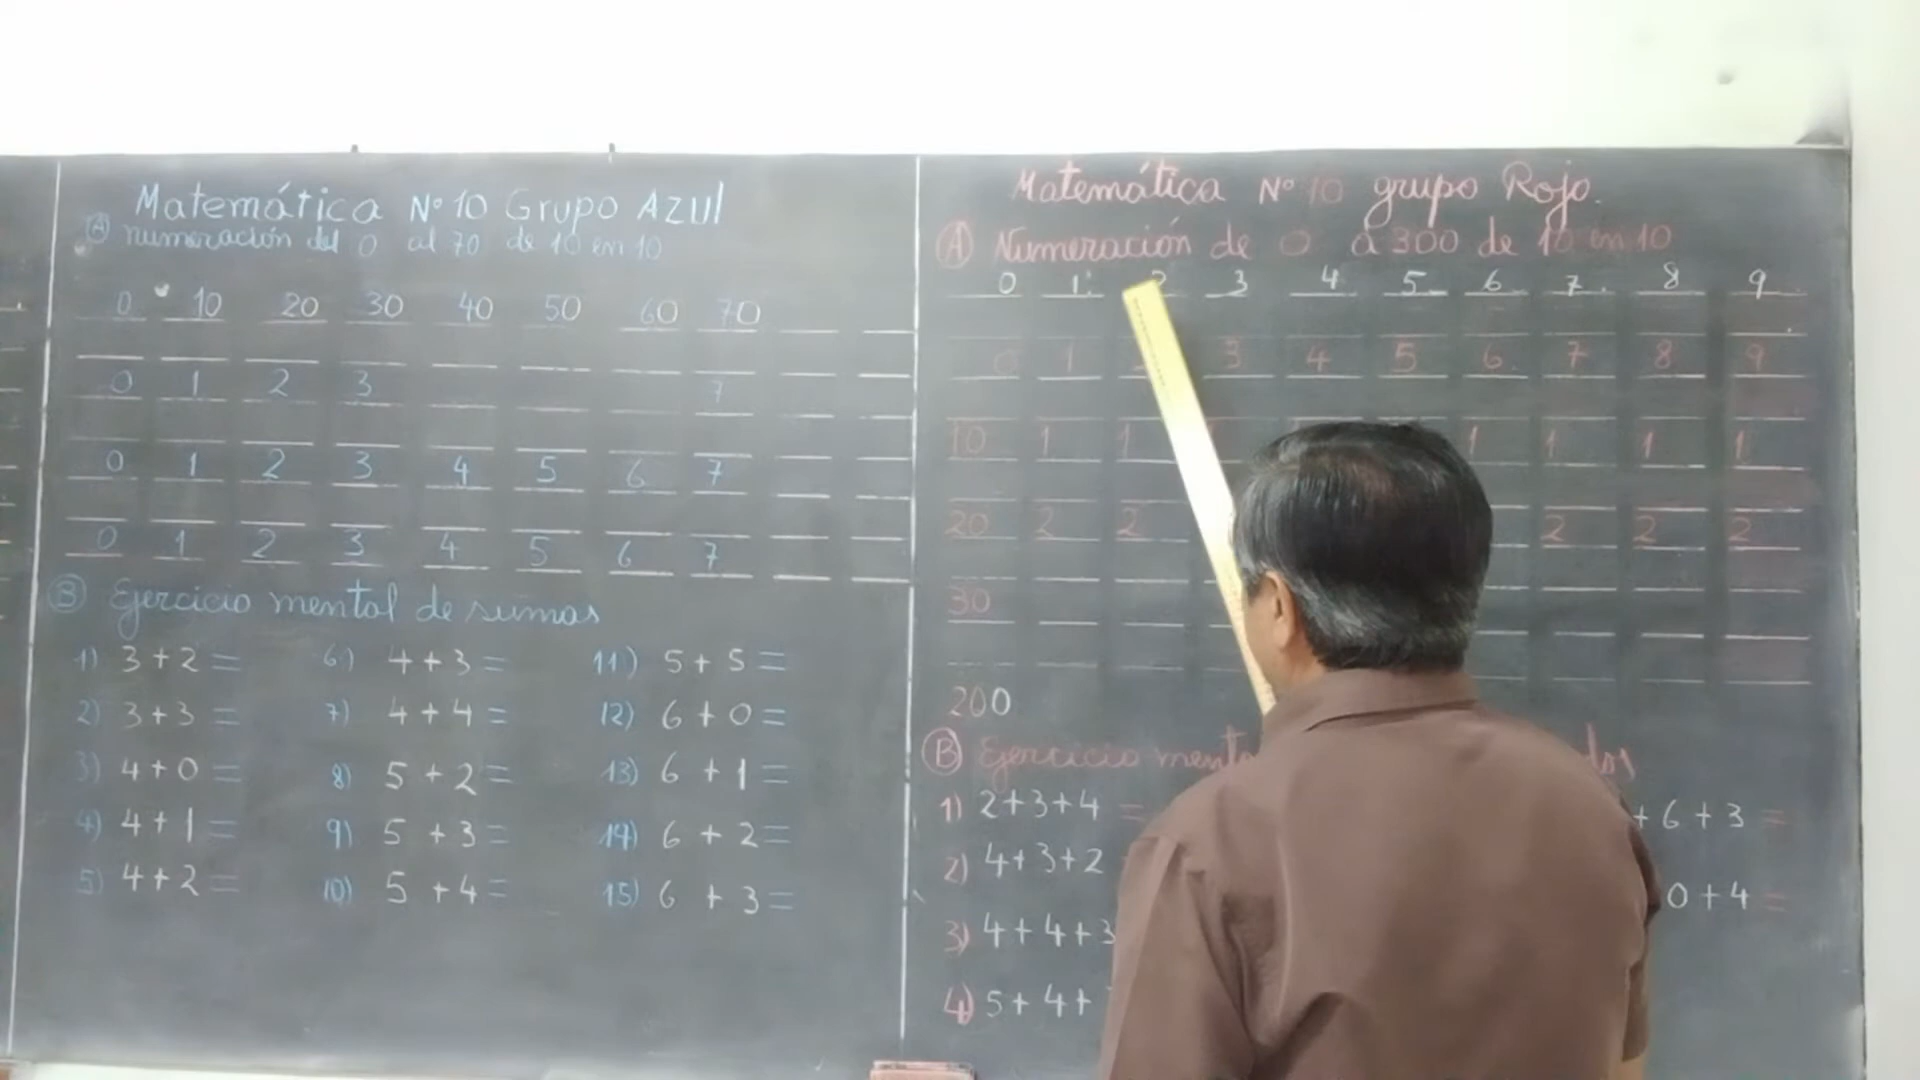 Matemática Nº 10 Grupo AZUL
(A) numeración del 0 al 70 de 10 en 10
0 10 20 30 40 50 60 70
0 1 2 3 7
0 1 2 3 4 5 6 7
0 1 2 3 4 5 6 7
(B) Ejercicio mental de sumas
1) 3+2= 6) 4+3= 11) 5+5=
2) 3+3= 7) 4+4= 12) 6+0=
3) 4+0= 8) 5+2= 13) 6+1=
4) 4+1= 9) 5+3= 14) 6+2=
5) 4+2= 10) 5+4= 15) 6+3=
Matemática Nº 10 grupo Rojo.
(A) Numeración de 0 a 300 de 10 en 10
0 1 2 3 4 5 6 7 8 9
0 1 3 4 5 6 7 8 9
10 1 1 1 1 1 1
20 2 2 2 2 2
30
200
(B) Ejercicio
1) 2+3+4 = +6+3=
2) 4+3+2 0+4=
3) 4+4+3
4) 5+4+